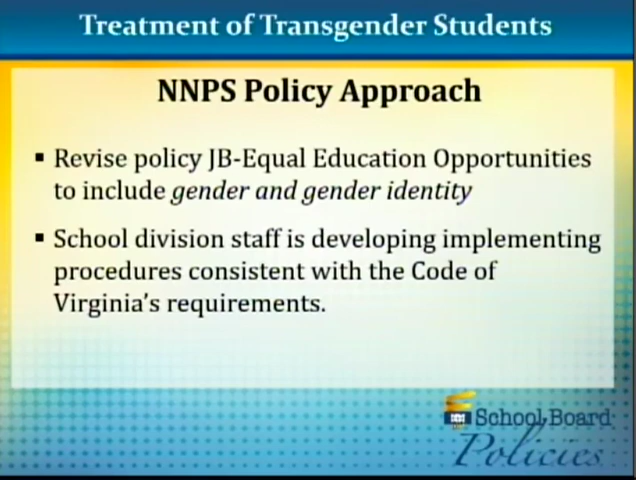 Treatment of Transgender Students
NNPS Policy Approach
▪ Revise policy JB-Equal Education Opportunities
to include gender and gender identity
▪ School division staff is developing implementing
procedures consistent with the Code of
Virginia's requirements.
School Board
Policies